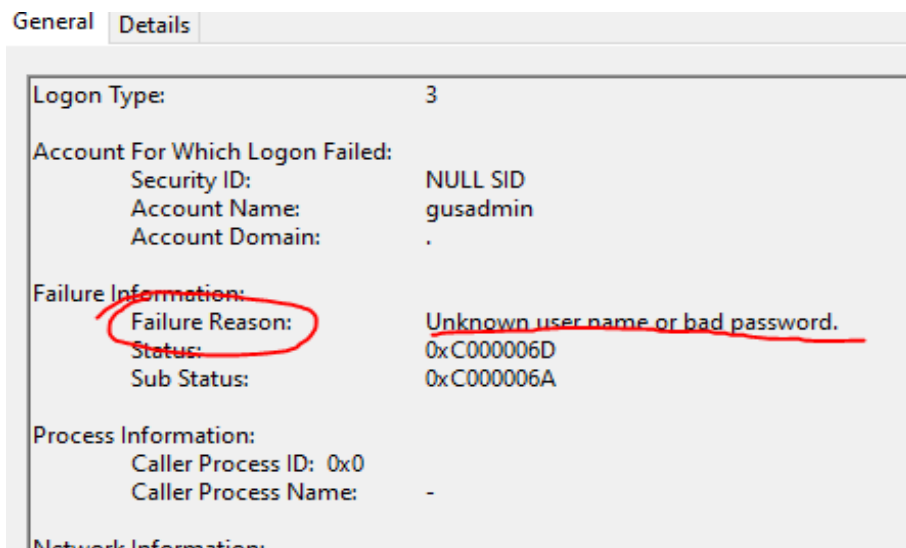 General Details
Logon Type: 3
Account For Which Logon Failed:
Security ID: NULL SID
Account Name: gusadmin
Account Domain: .
Failure Information:
Failure Reason: Unknown user name or bad password.
Status: 0xC000006D
Sub Status: 0xC000006A
Process Information:
Caller Process ID: 0x0
Caller Process Name: -
Network Information: